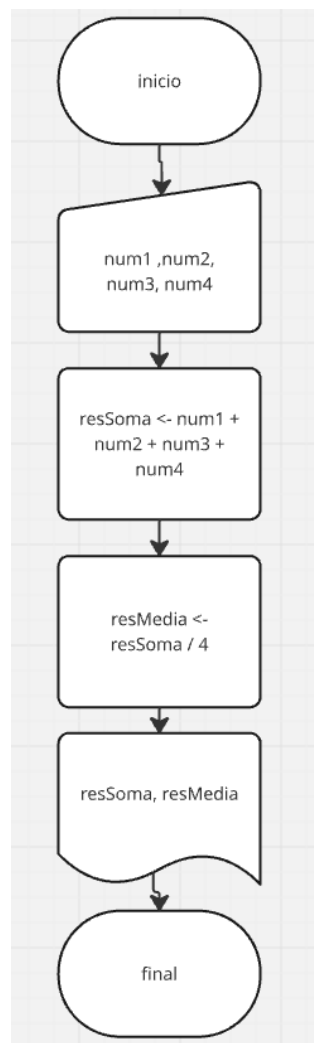 inicio
num1 ,num2,
num3, num4
resSoma <- num1 +
num2 + num3 +
num4
resMedia <-
resSoma / 4
resSoma, resMedia
final